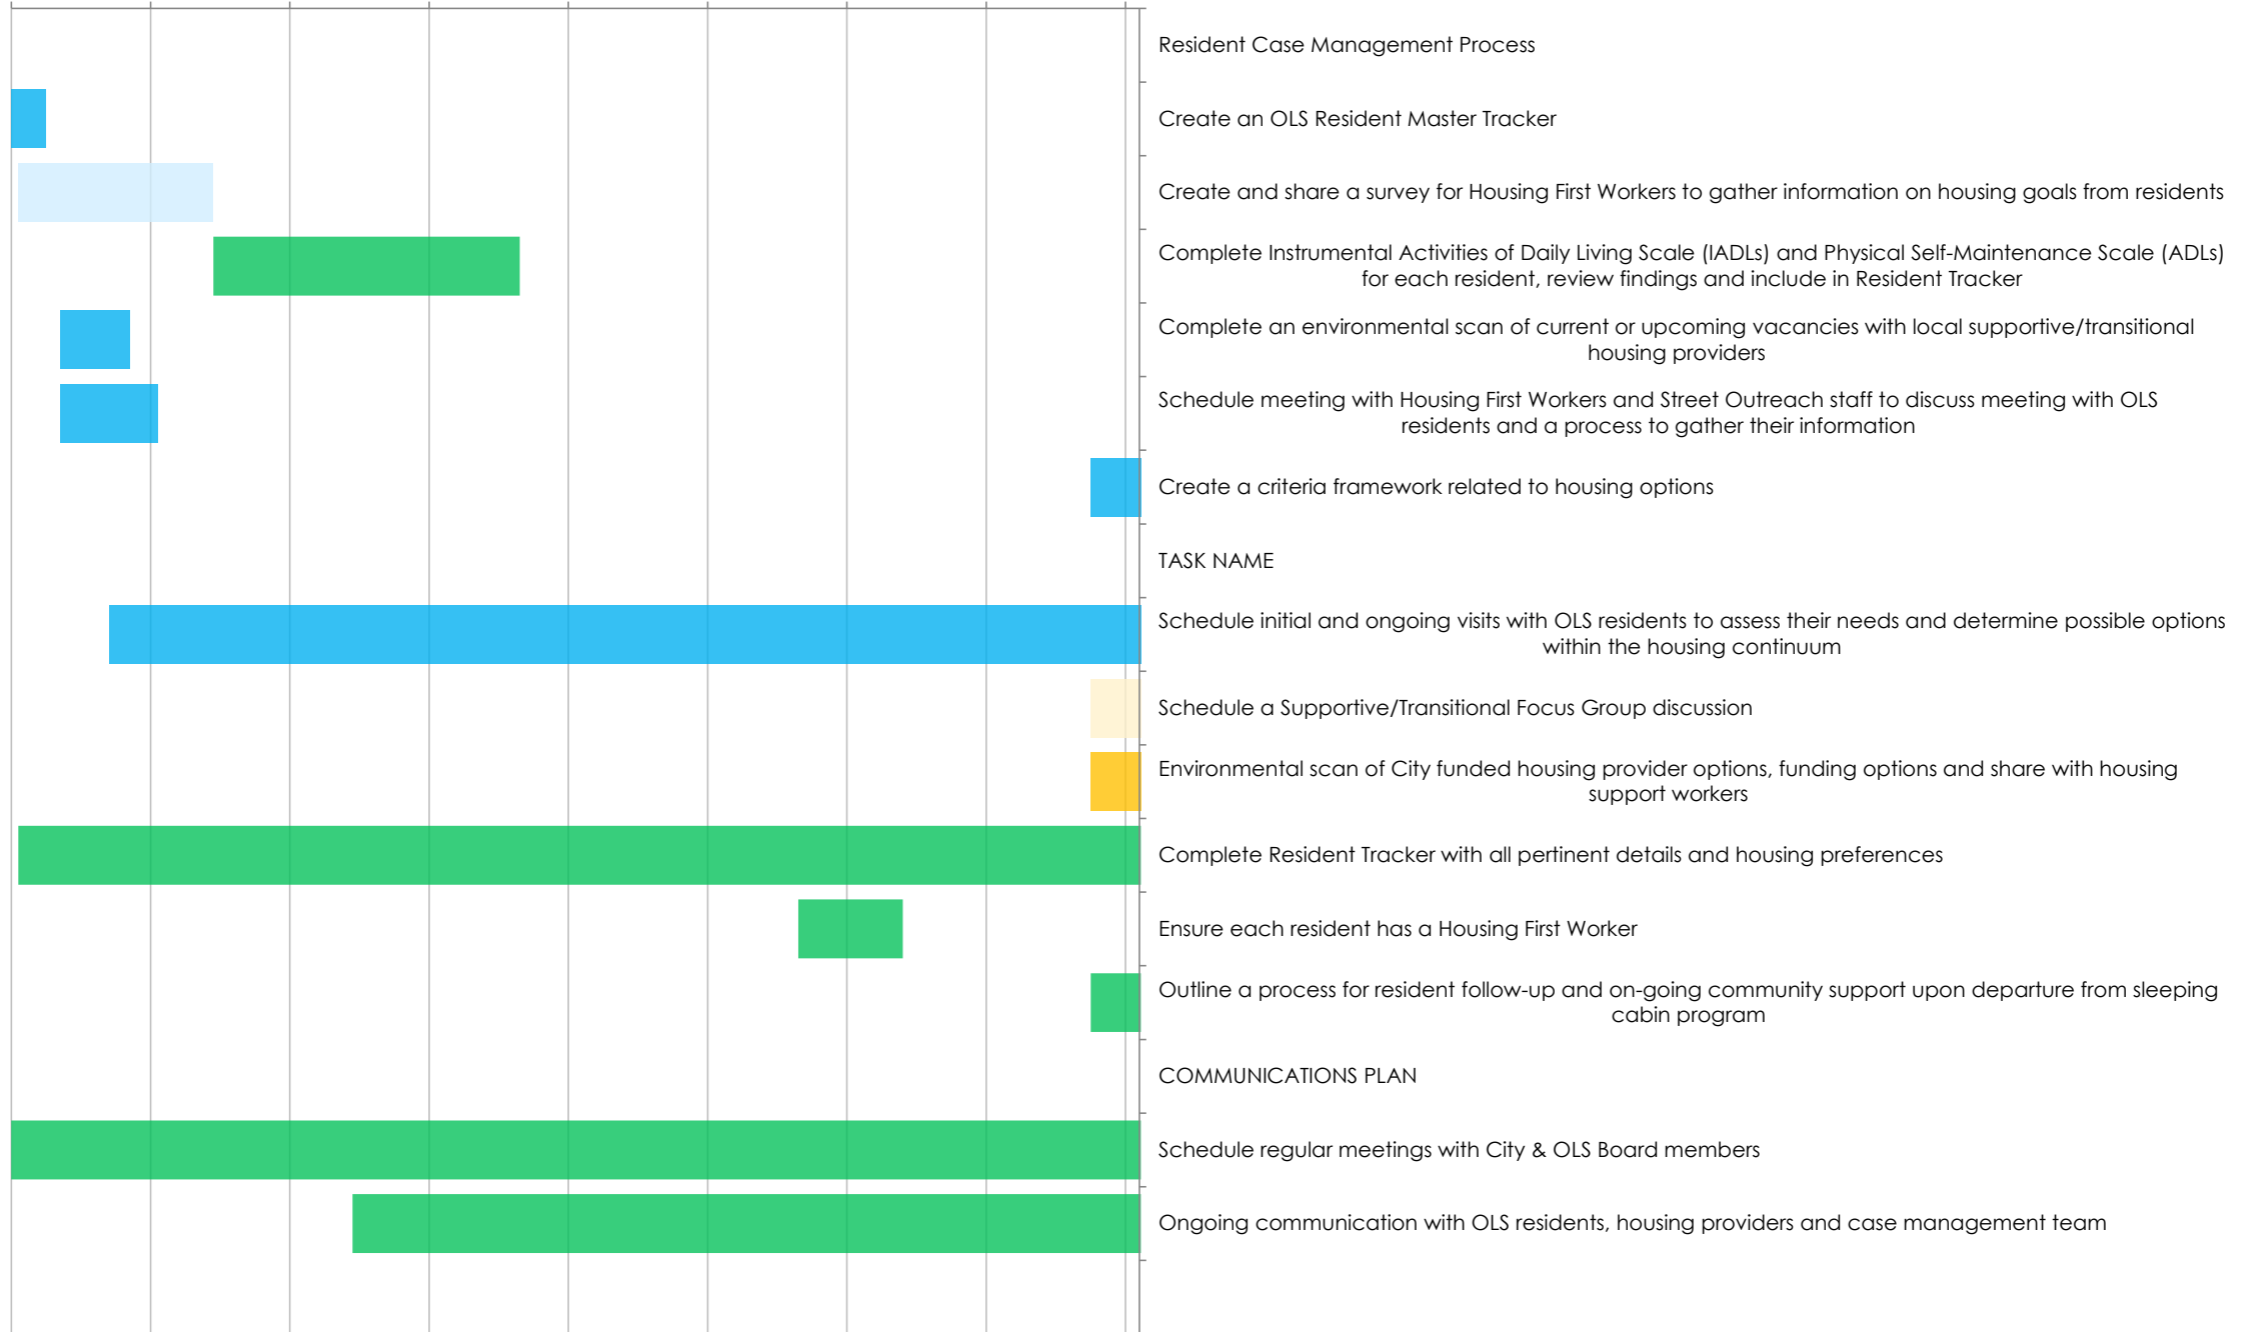 Resident Case Management Process
Create an OLS Resident Master Tracker
Create and share a survey for Housing First Workers to gather information on housing goals from residents
Complete Instrumental Activities of Daily Living Scale (IADLs) and Physical Self-Maintenance Scale (ADLs)
for each resident, review findings and include in Resident Tracker
Complete an environmental scan of current or upcoming vacancies with local supportive/transitional
housing providers
Schedule meeting with Housing First Workers and Street Outreach staff to discuss meeting with OLS
residents and a process to gather their information
Create a criteria framework related to housing options
TASK NAME
Schedule initial and ongoing visits with OLS residents to assess their needs and determine possible options
within the housing continuum
Schedule a Supportive/Transitional Focus Group discussion
Environmental scan of City funded housing provider options, funding options and share with housing
support workers
Complete Resident Tracker with all pertinent details and housing preferences
Ensure each resident has a Housing First Worker
Outline a process for resident follow-up and on-going community support upon departure from sleeping
cabin program
COMMUNICATIONS PLAN
Schedule regular meetings with City & OLS Board members
Ongoing communication with OLS residents, housing providers and case management team